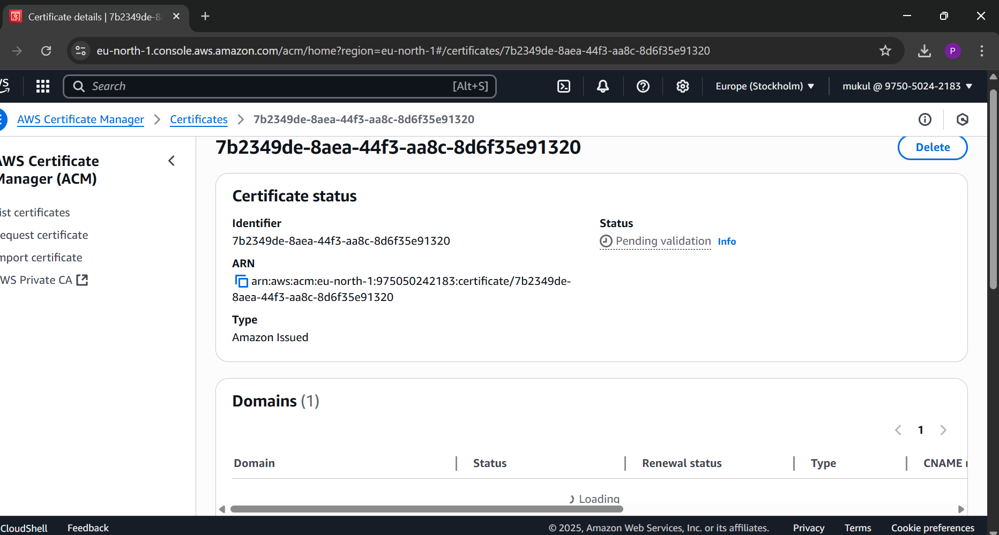 Certificate details | 7b2349de-8
eu-north-1.console.aws.amazon.com/acm/home?region=eu-north-1#/certificates/7b2349de-8aea-44f3-aa8c-8d6f35e91320
P
Search
[Alt+S]
Europe (Stockholm)
mukul @ 9750-5024-2183
AWS Certificate Manager
Certificates
7b2349de-8aea-44f3-aa8c-8d6f35e91320
AWS Certificate
Manager (ACM)
ist certificates
equest certificate
mport certificate
WS Private CA
7b2349de-8aea-44f3-aa8c-8d6f35e91320
Delete
Certificate status
Identifier
7b2349de-8aea-44f3-aa8c-8d6f35e91320
Status
Pending validation Info
ARN
arn:aws:acm:eu-north-1:975050242183:certificate/7b2349de-
8aea-44f3-aa8c-8d6f35e91320
Type
Amazon Issued
Domains (1)
1
Domain
Status
Renewal status
Type
CNAME
Loading
CloudShell
Feedback
© 2025, Amazon Web Services, Inc. or its affiliates.
Privacy
Terms
Cookie preferences